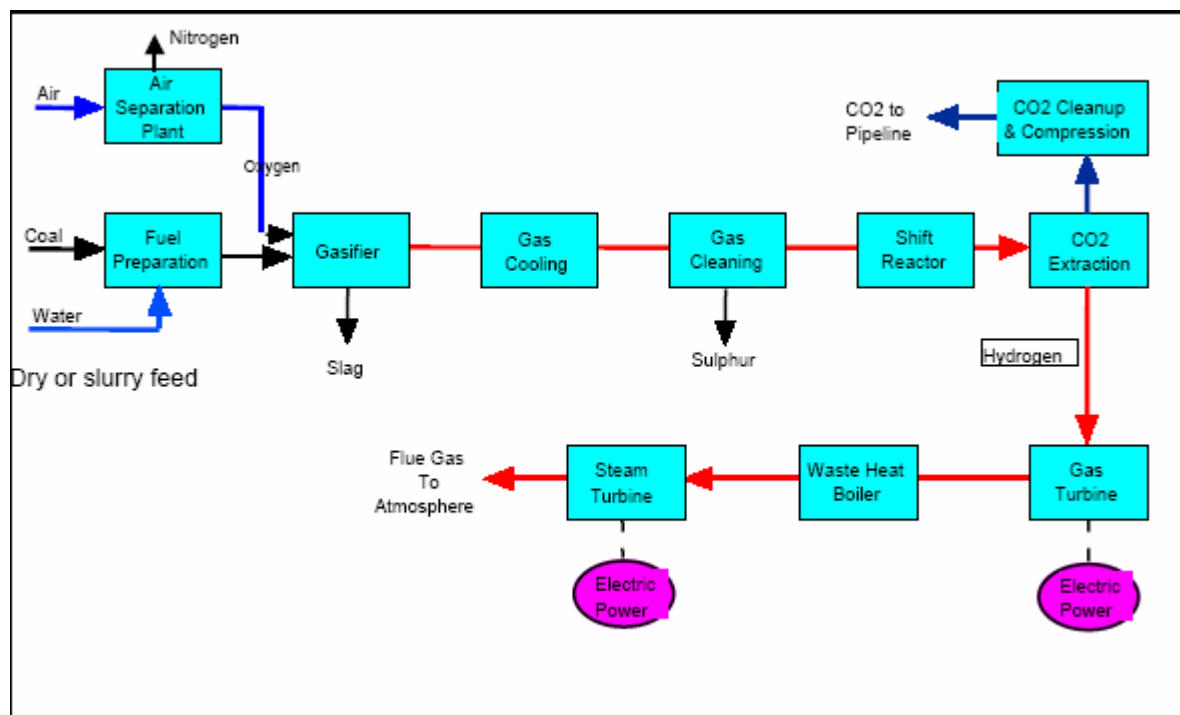 Nitrogen
Air
Air
Separation
Plant
CO2 to
Pipeline
CO2 Cleanup
& Compression
Oxygen
Coal
Fuel
Preparation
Gasifier
Gas
Cooling
Gas
Cleaning
Shift
Reactor
CO2
Extraction
Water
Slag
Sulphur
Hydrogen
Dry or slurry feed
Flue Gas
To
Atmosphere
Steam
Turbine
Waste Heat
Boiler
Gas
Turbine
Electric
Power
Electric
Power